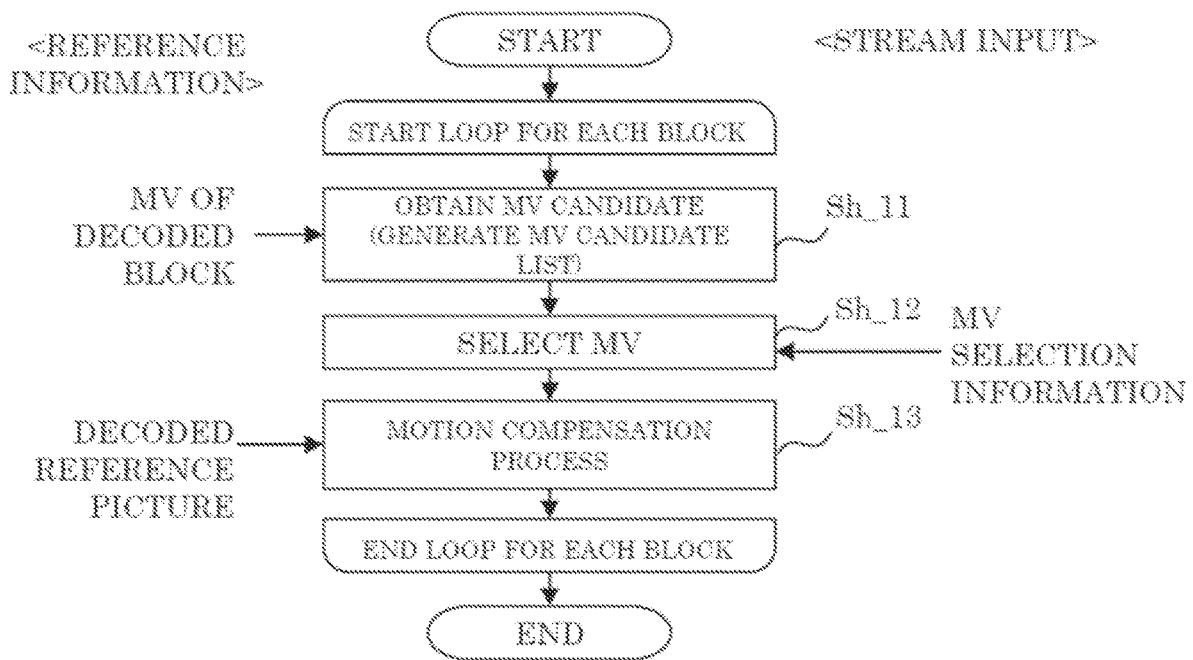 <REFERENCE
INFORMATION>
START
<STREAM INPUT>
START LOOP FOR EACH BLOCK
MV OF
DECODED
BLOCK
OBTAIN MV CANDIDATE
(GENERATE MV CANDIDATE
LIST)
Sh_11
SELECT MV
Sh_12
MV
SELECTION
INFORMATION
DECODED
REFERENCE
PICTURE
MOTION COMPENSATION
PROCESS
Sh_13
END LOOP FOR EACH BLOCK
END